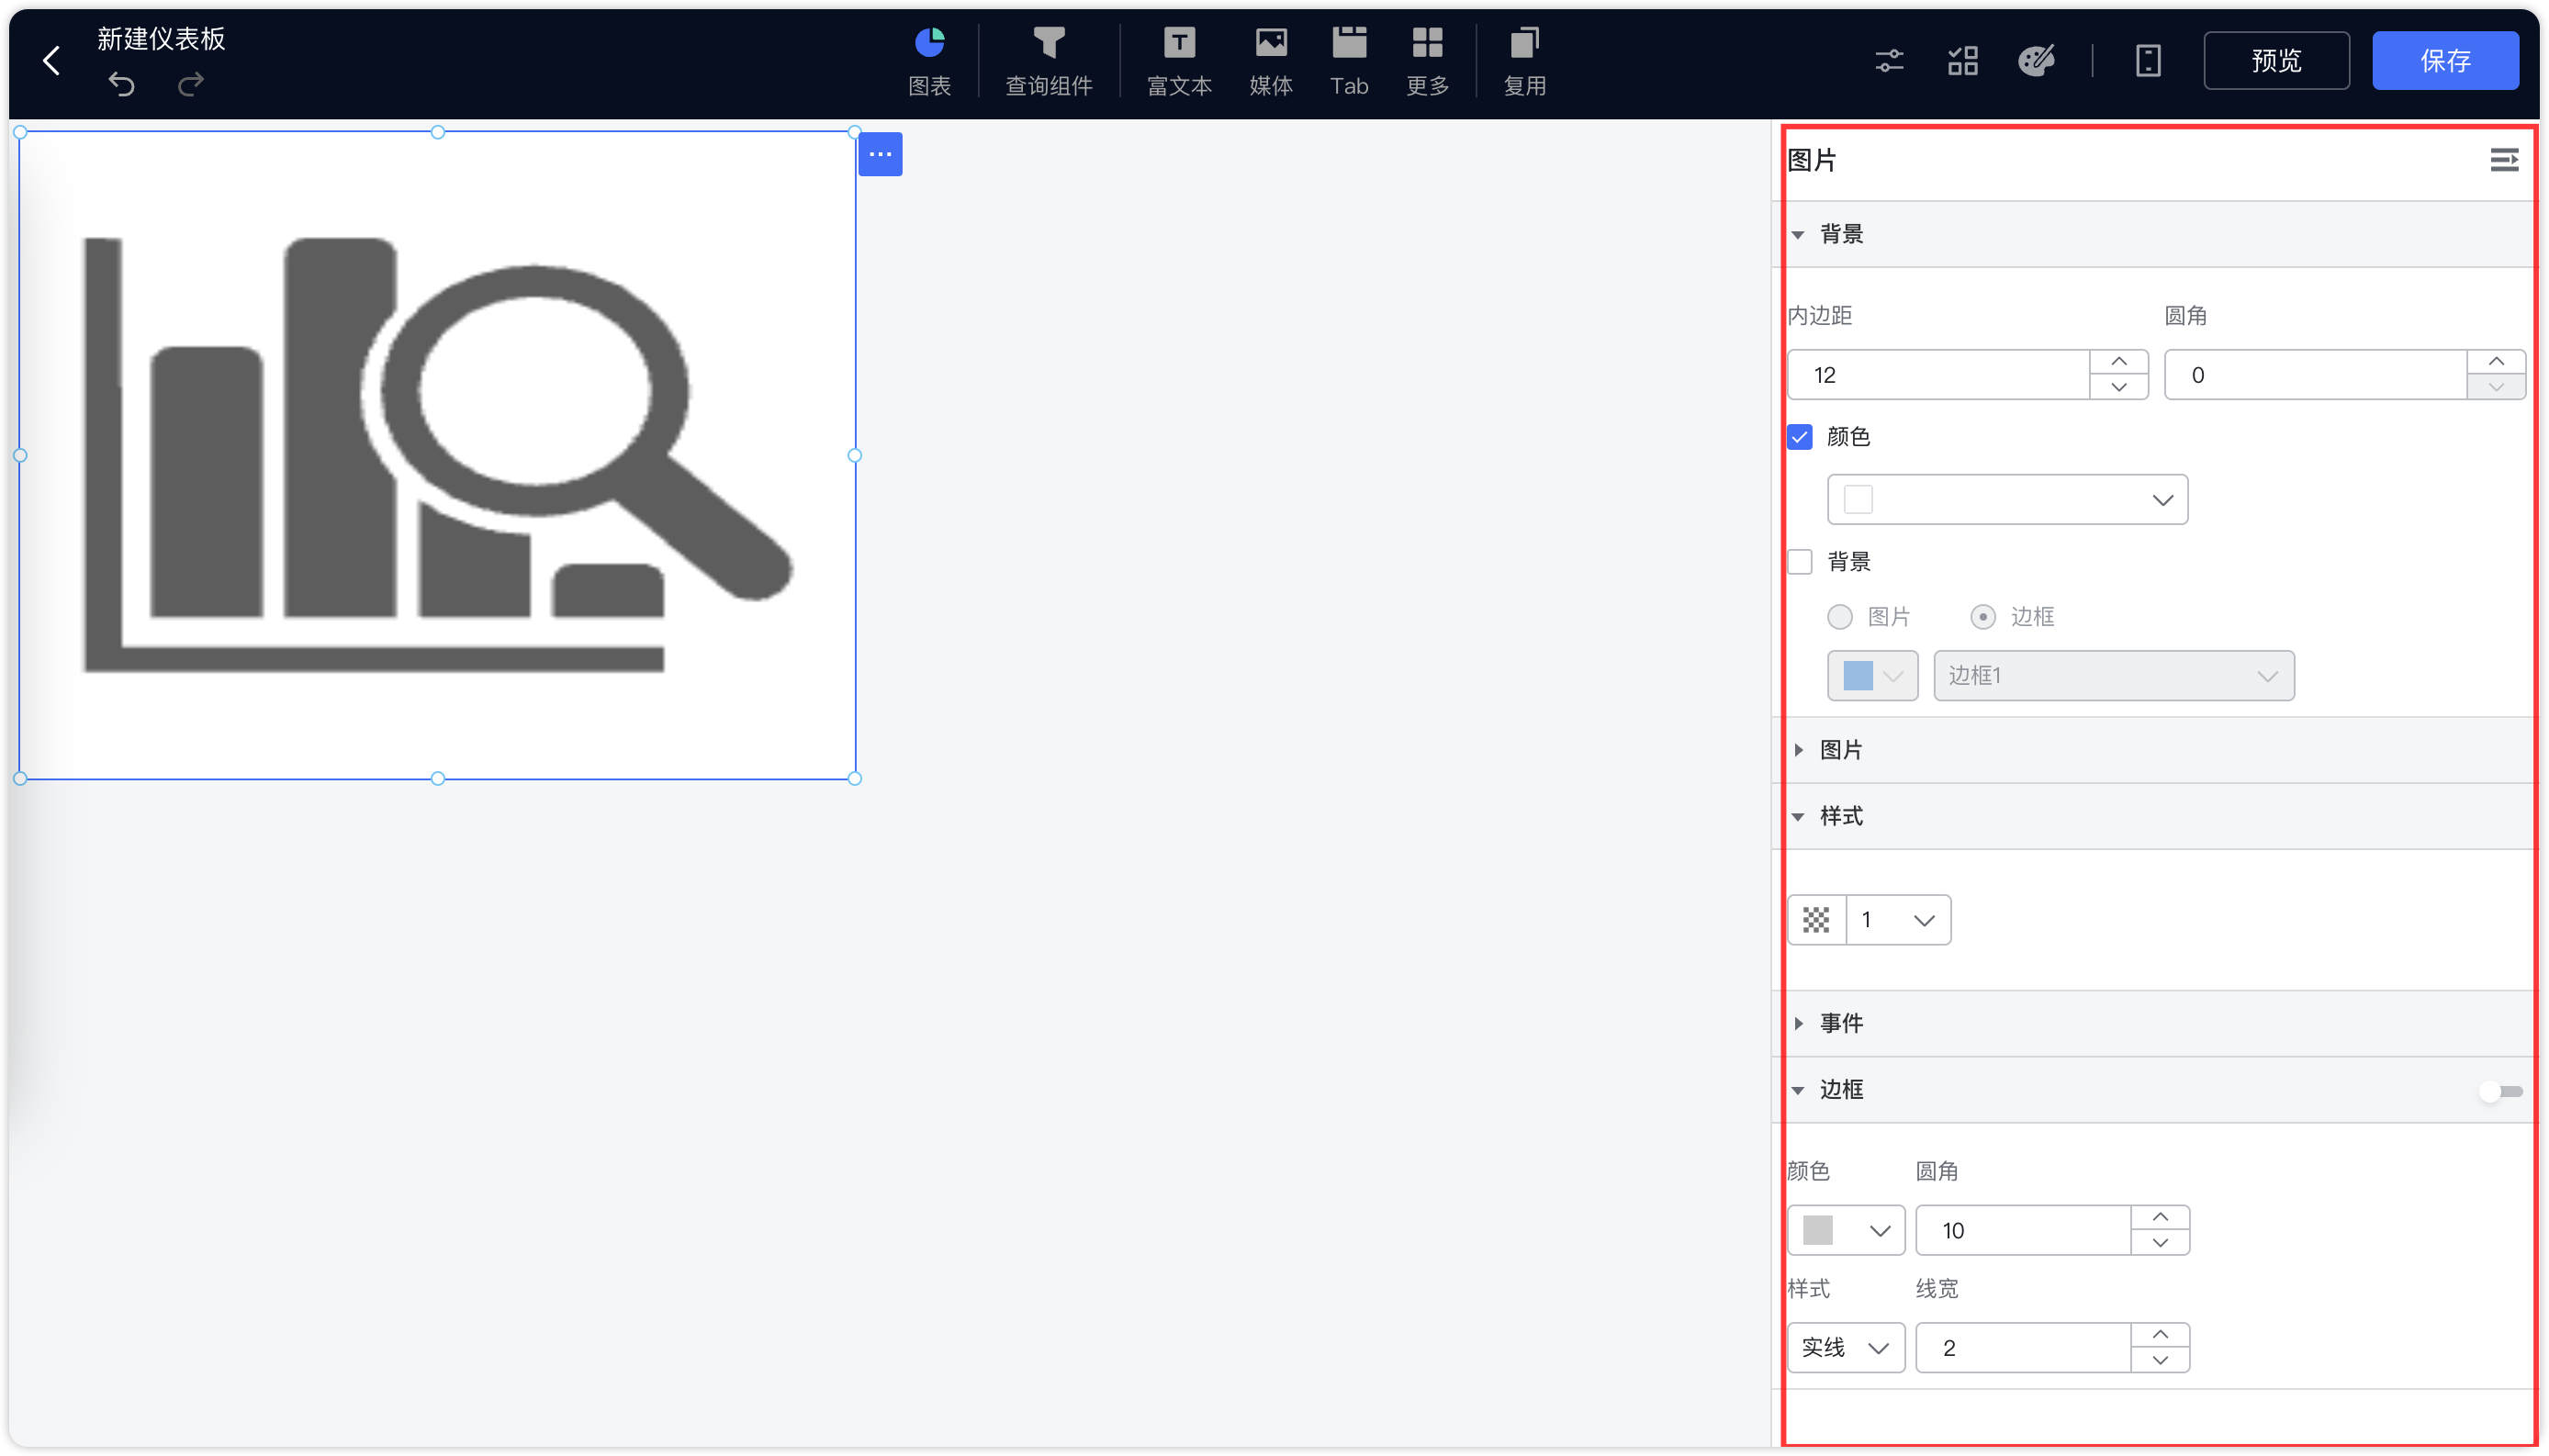 新建仪表板
图表
查询组件
富文本
媒体
Tab
更多
复用
预览
保存
图片
背景
内边距 圆角
12 0
颜色
背景
图片 边框
边框1
图片
样式
1
事件
边框
颜色 圆角
10
样式 线宽
实线 2